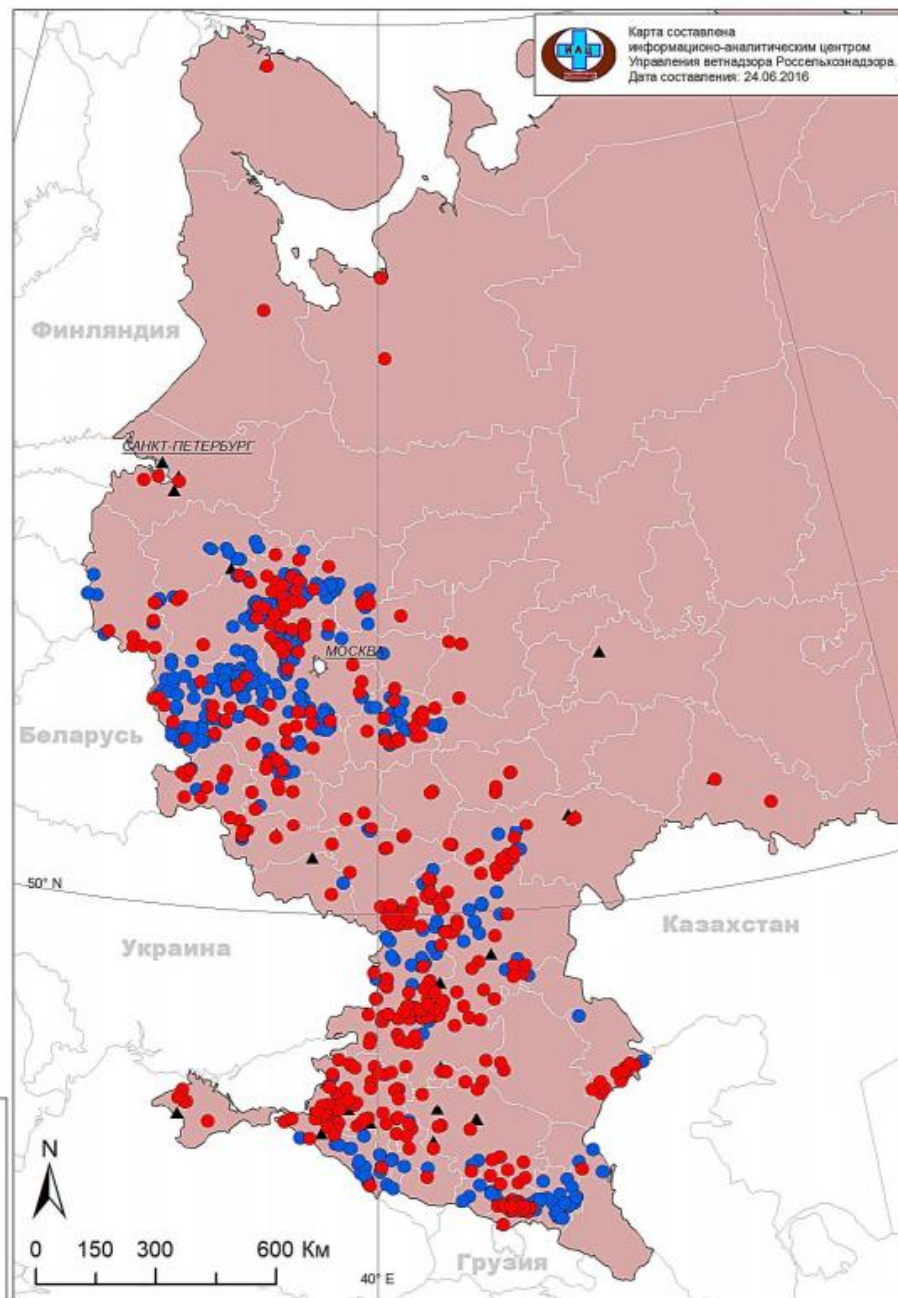 ИАЦ
Карта составлена
информационо-аналитическим центром
Управления ветнадзора Россельхознадзора.
Дата составления: 24.06.2016
Финляндия
САНКТ-ПЕТЕРБУРГ
МОСКВА
Беларусь
50° N
Казахстан
Украина
N
0 150 300 600 Км
40° E
Грузия